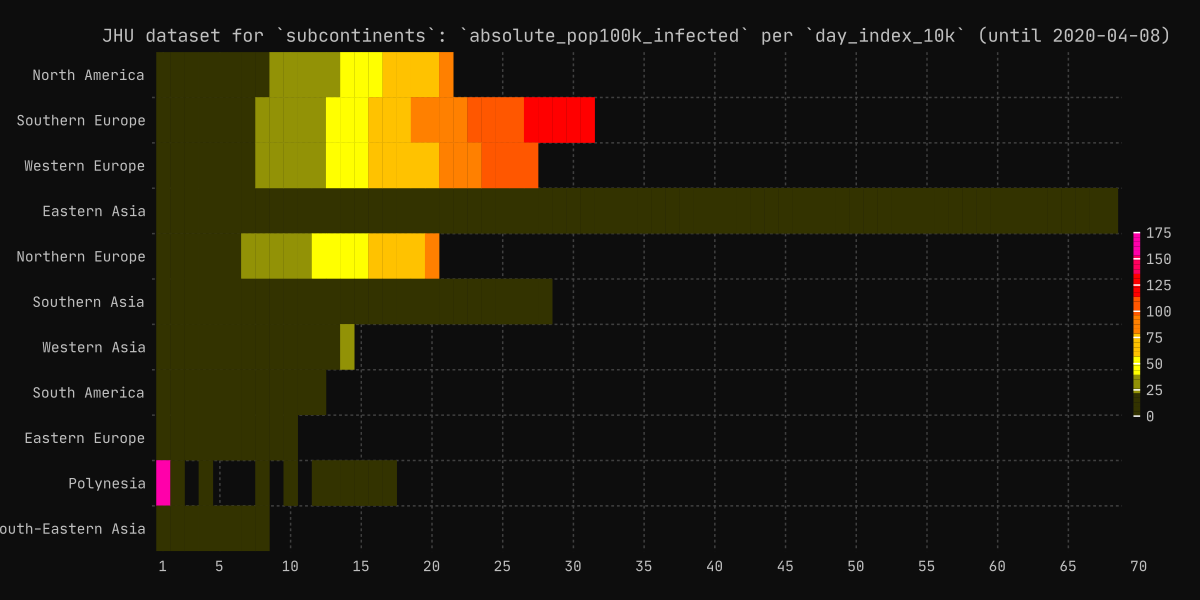 JHU dataset for `subcontinents`: `absolute_pop100k_infected` per `day_index_10k` (until 2020-04-08)
North America
Southern Europe
Western Europe
Eastern Asia
Northern Europe
Southern Asia
Western Asia
South America
Eastern Europe
Polynesia
outh-Eastern Asia
175
150
125
100
75
50
25
0
1 5 10 15 20 25 30 35 40 45 50 55 60 65 70